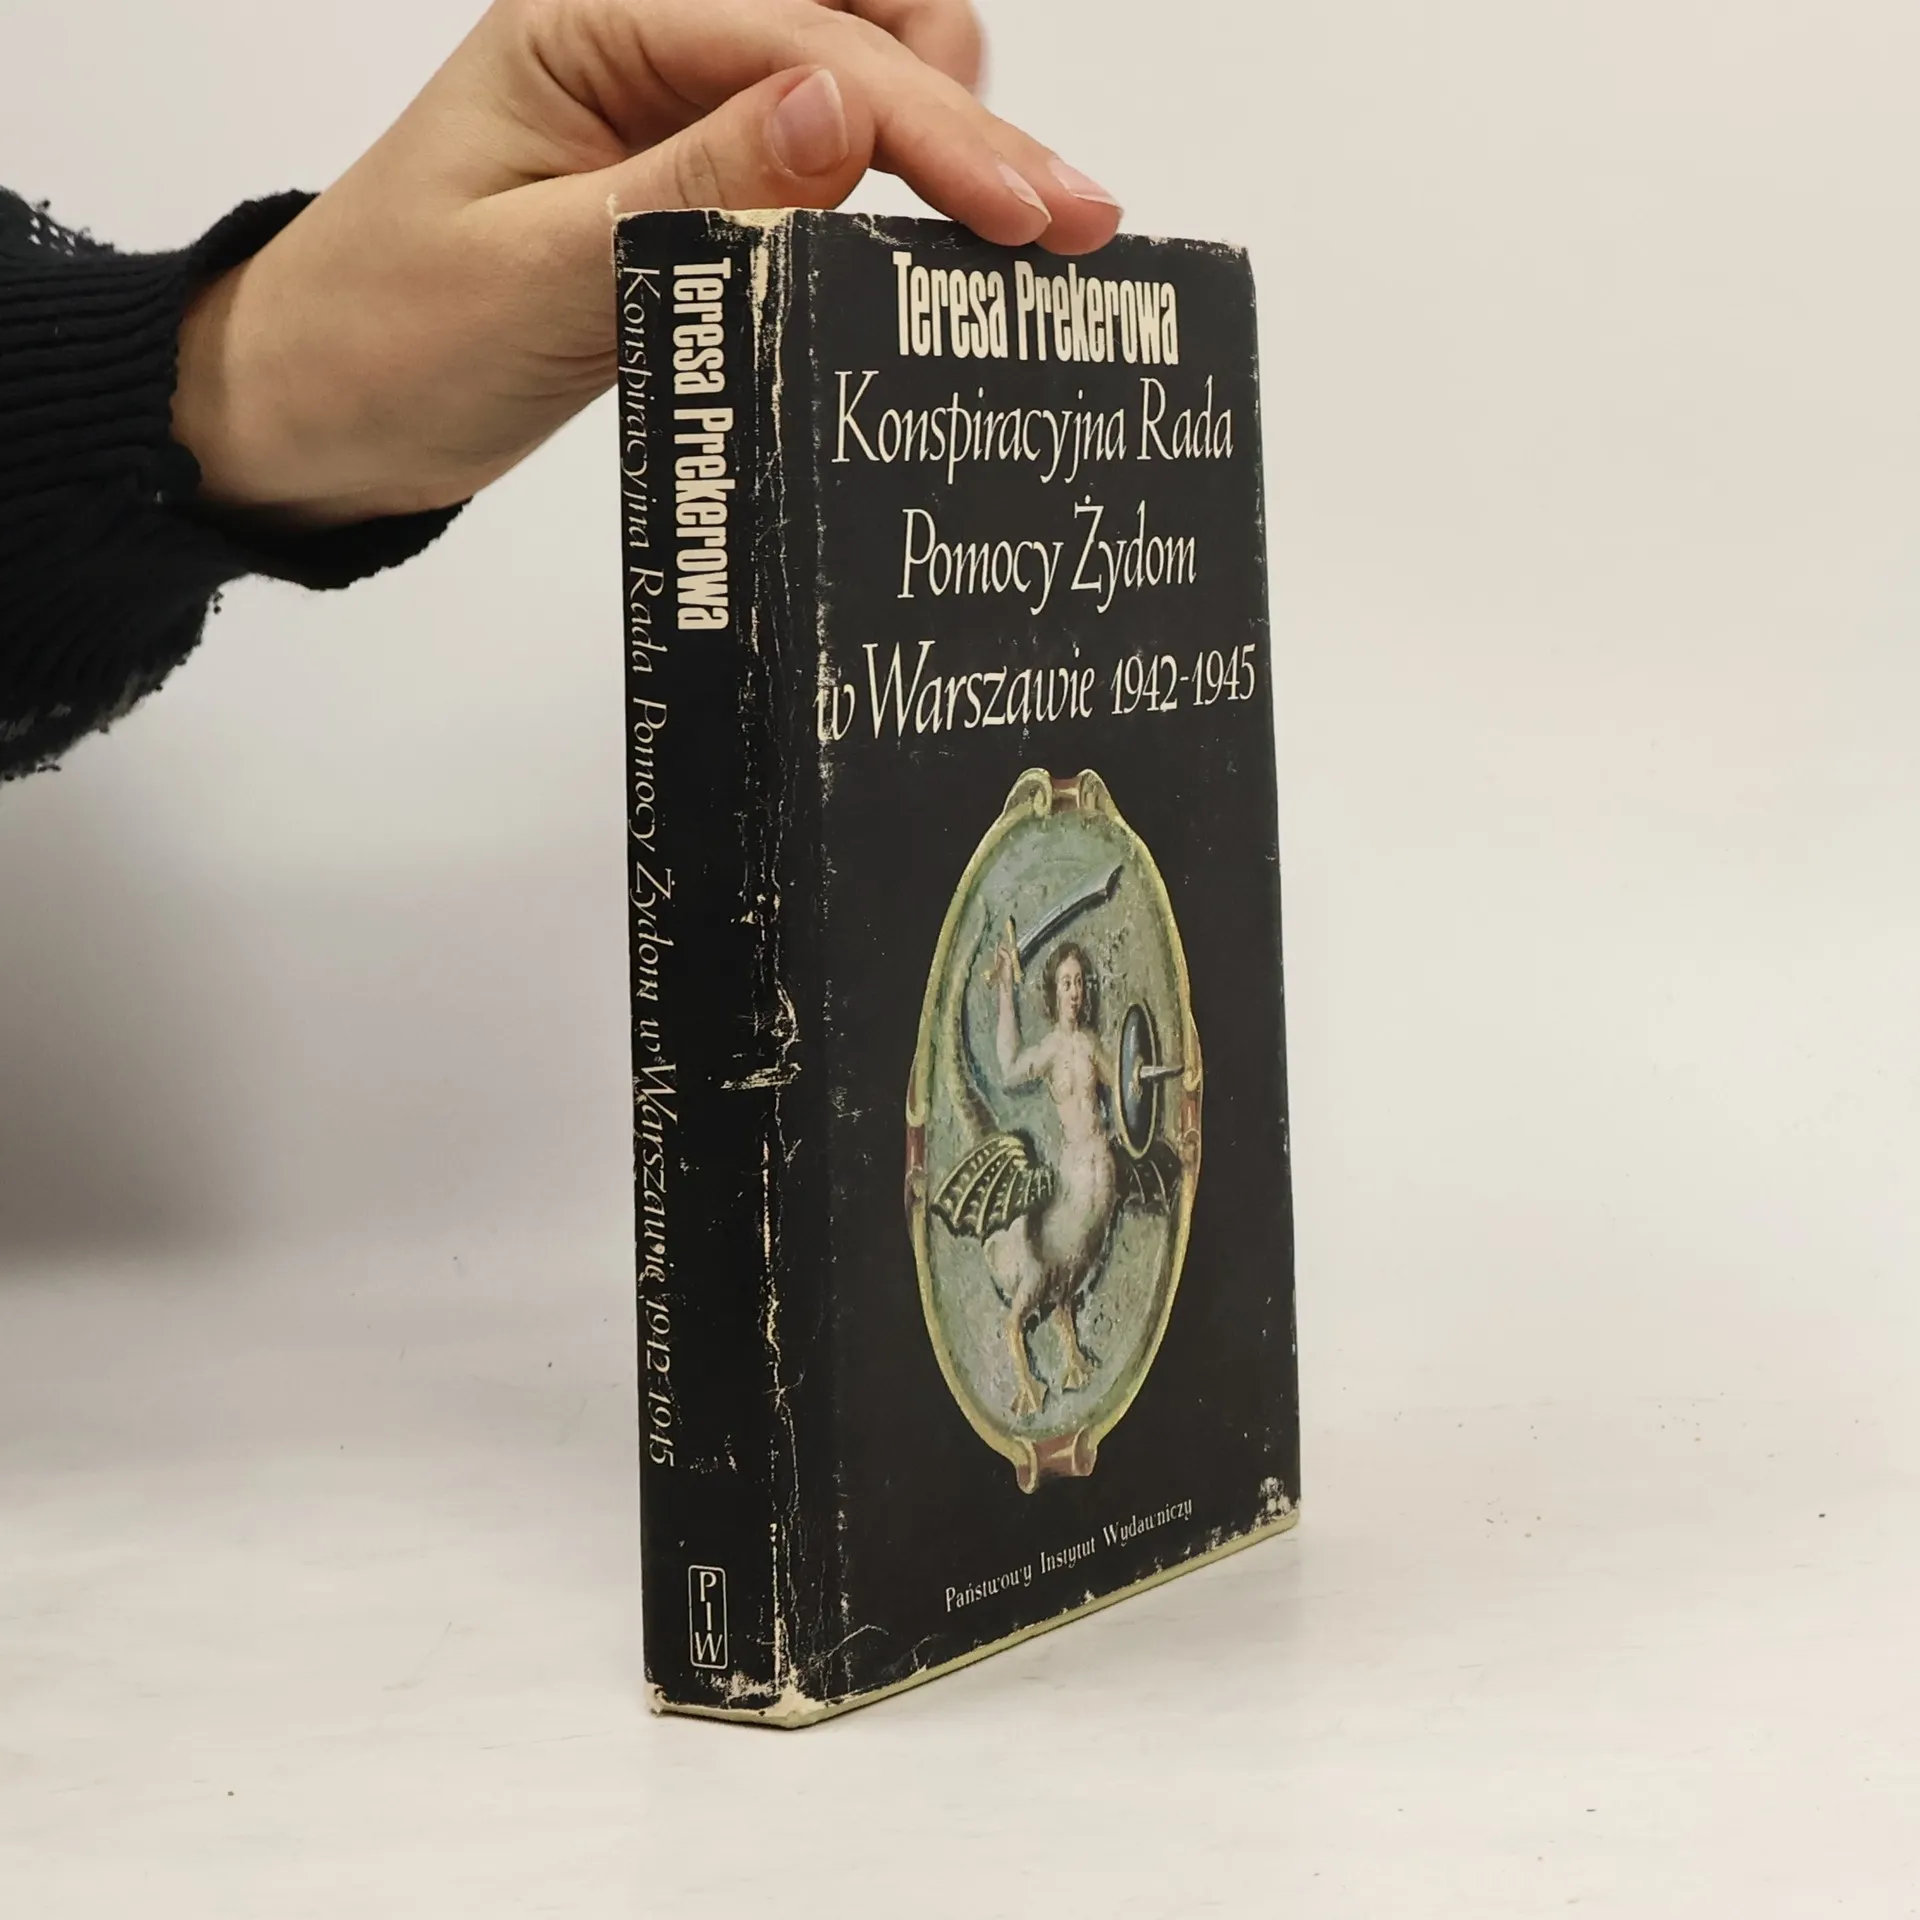 Teresa Prekerowa
Konspiracyjna Rada Pomocy Żydom w Warszawie 1942-1945
PIW
Teresa Prekerowa
Konspiracyjna Rada
Pomocy Żydom
w Warszawie 1942-1945
Państwowy Instytut Wydawniczy